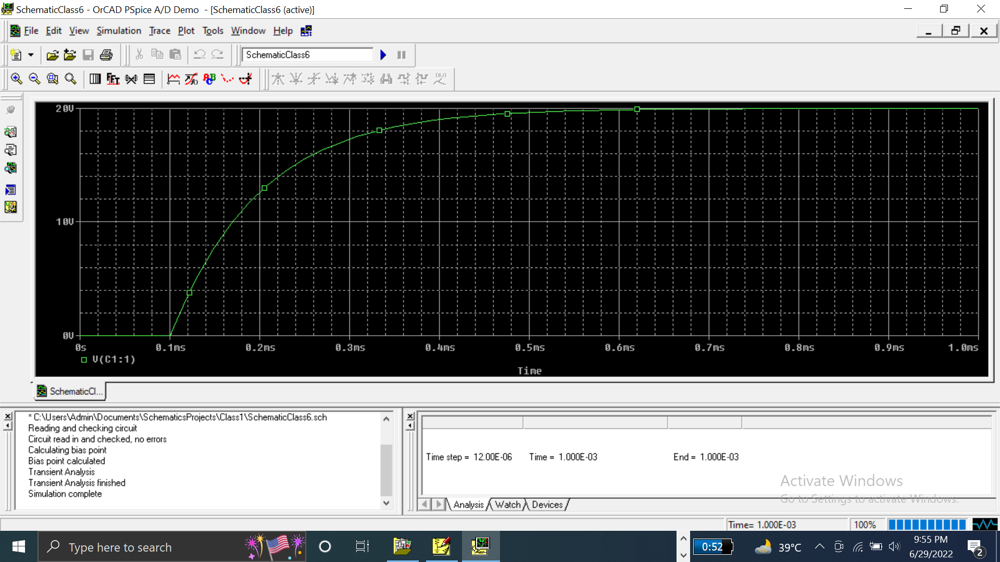 SchematicClass6 - OrCAD PSpice A/D Demo - [SchematicClass6 (active)]
File Edit View Simulation Trace Plot Tools Window Help
SchematicClass6
FFT
ABC
20V
10V
0V
0s 0.1ms 0.2ms 0.3ms 0.4ms 0.5ms 0.6ms 0.7ms 0.8ms 0.9ms 1.0ms
V(C1:1)
Time
SchematicCl...
* C:\Users\Admin\Documents\SchematicsProjects\Class1\SchematicClass6.sch
Reading and checking circuit
Circuit read in and checked, no errors
Calculating bias point
Bias point calculated
Transient Analysis
Transient Analysis finished
Simulation complete
Time step = 12.00E-06 Time = 1.000E-03 End = 1.000E-03
Activate Windows
Go to Settings to activate Windows.
Analysis Watch Devices
Time= 1.000E-03 100%
Type here to search
0:52
39°C
9:55 PM
6/29/2022
2